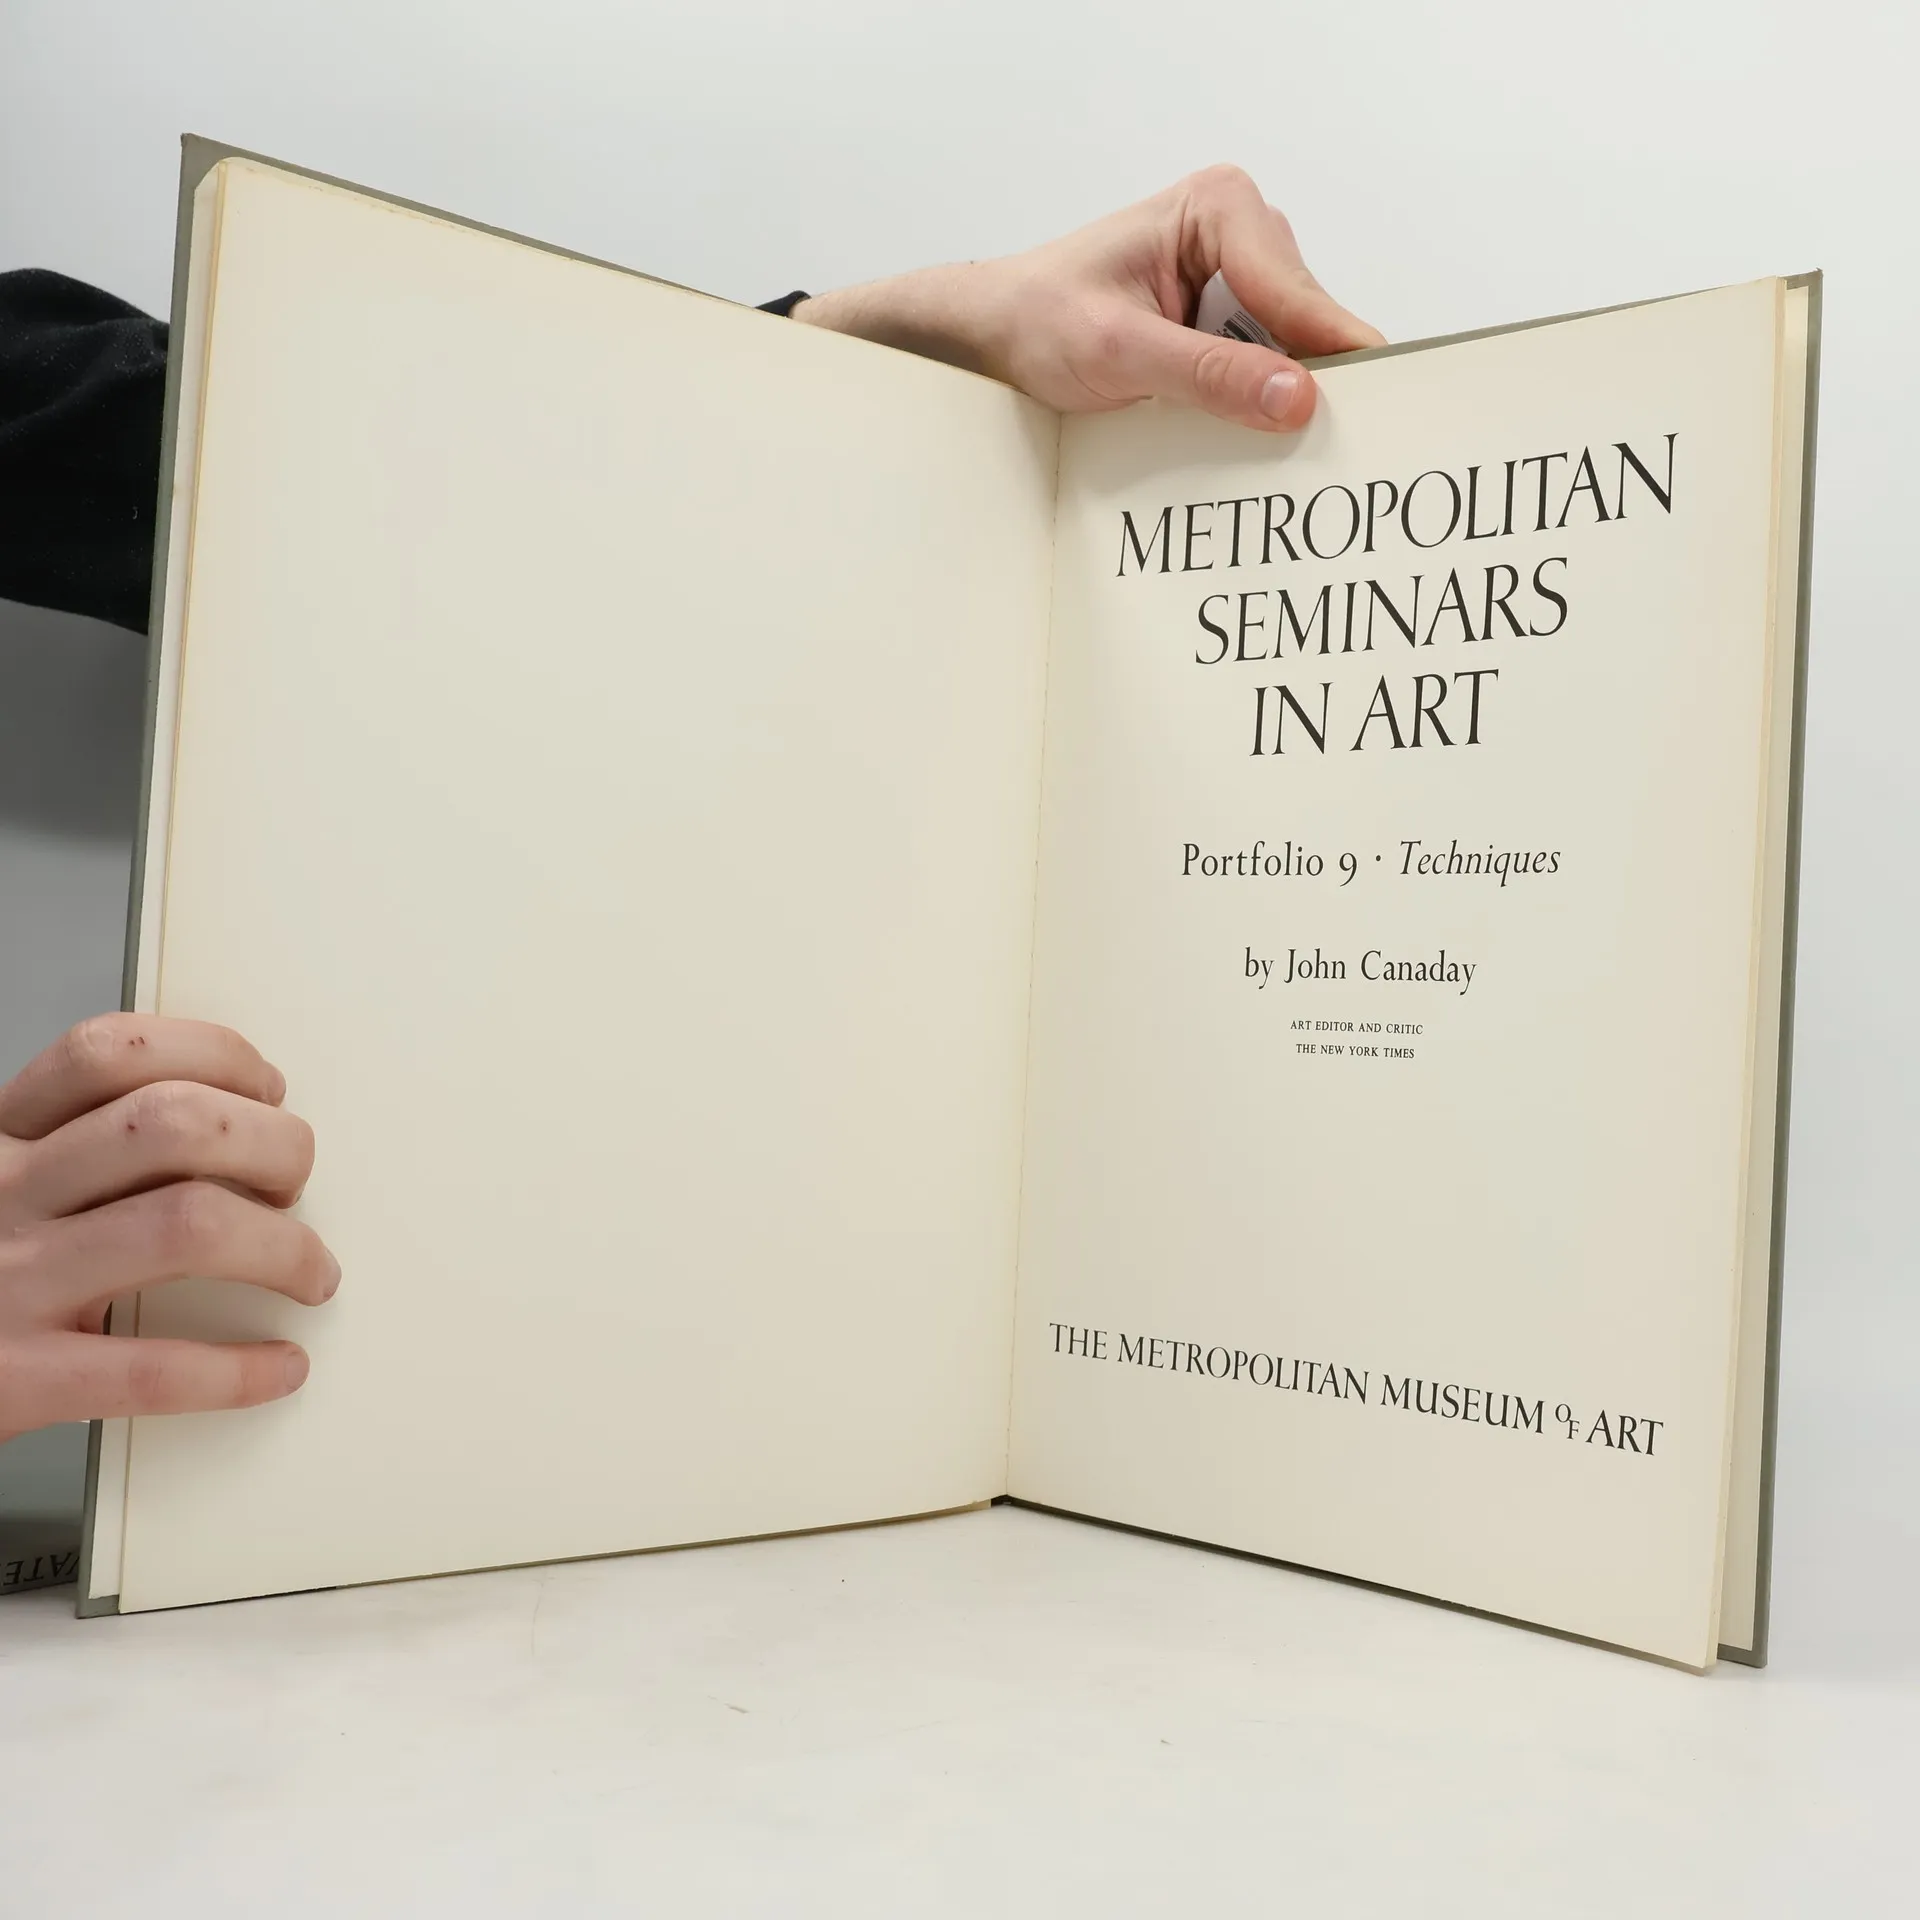 METROPOLITAN
SEMINARS
IN ART
Portfolio 9 · Techniques
by John Canaday
ART EDITOR AND CRITIC
THE NEW YORK TIMES
THE METROPOLITAN MUSEUM OF ART